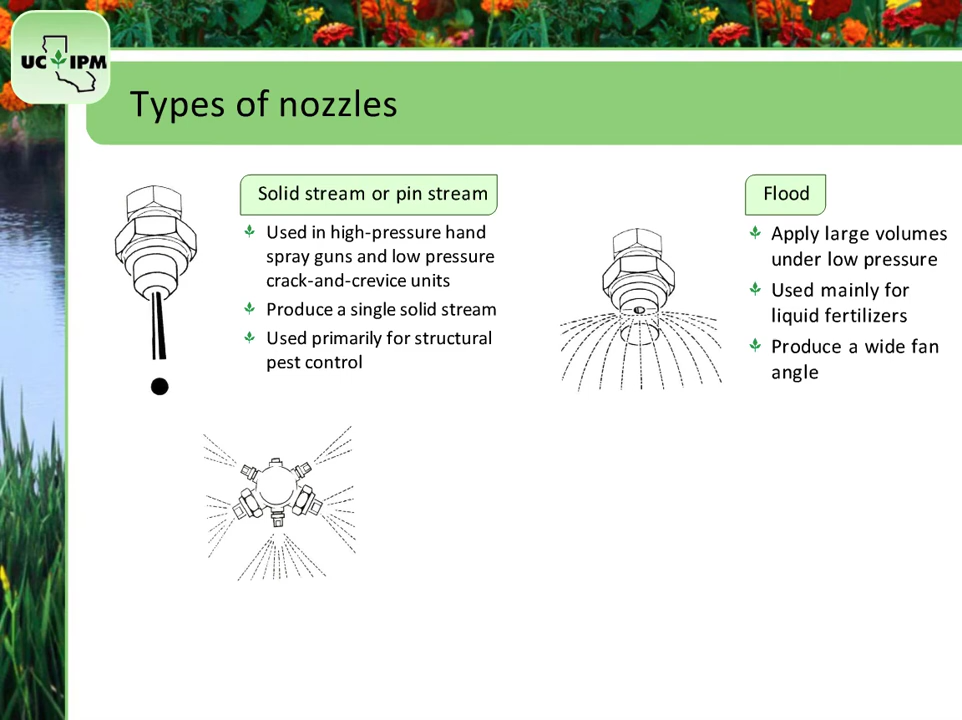 UC IPM
Types of nozzles
Solid stream or pin stream
Used in high-pressure hand
spray guns and low pressure
crack-and-crevice units
Produce a single solid stream
Used primarily for structural
pest control
Flood
Apply large volumes
under low pressure
Used mainly for
liquid fertilizers
Produce a wide fan
angle